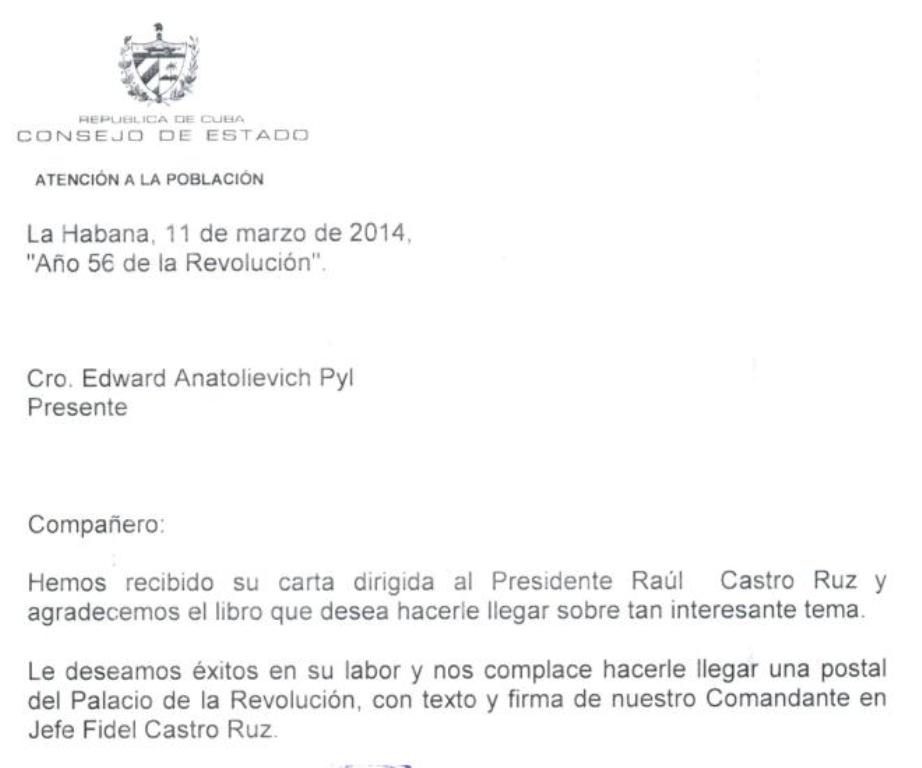 REPUBLICA DE CUBA
CONSEJO DE ESTADO
ATENCIÓN A LA POBLACIÓN
La Habana, 11 de marzo de 2014,
"Año 56 de la Revolución".
Cro. Edward Anatolievich Pyl
Presente
Compañero:
Hemos recibido su carta dirigida al Presidente Raúl Castro Ruz y
agradecemos el libro que desea hacerle llegar sobre tan interesante tema.
Le deseamos éxitos en su labor y nos complace hacerle llegar una postal
del Palacio de la Revolución, con texto y firma de nuestro Comandante en
Jefe Fidel Castro Ruz.